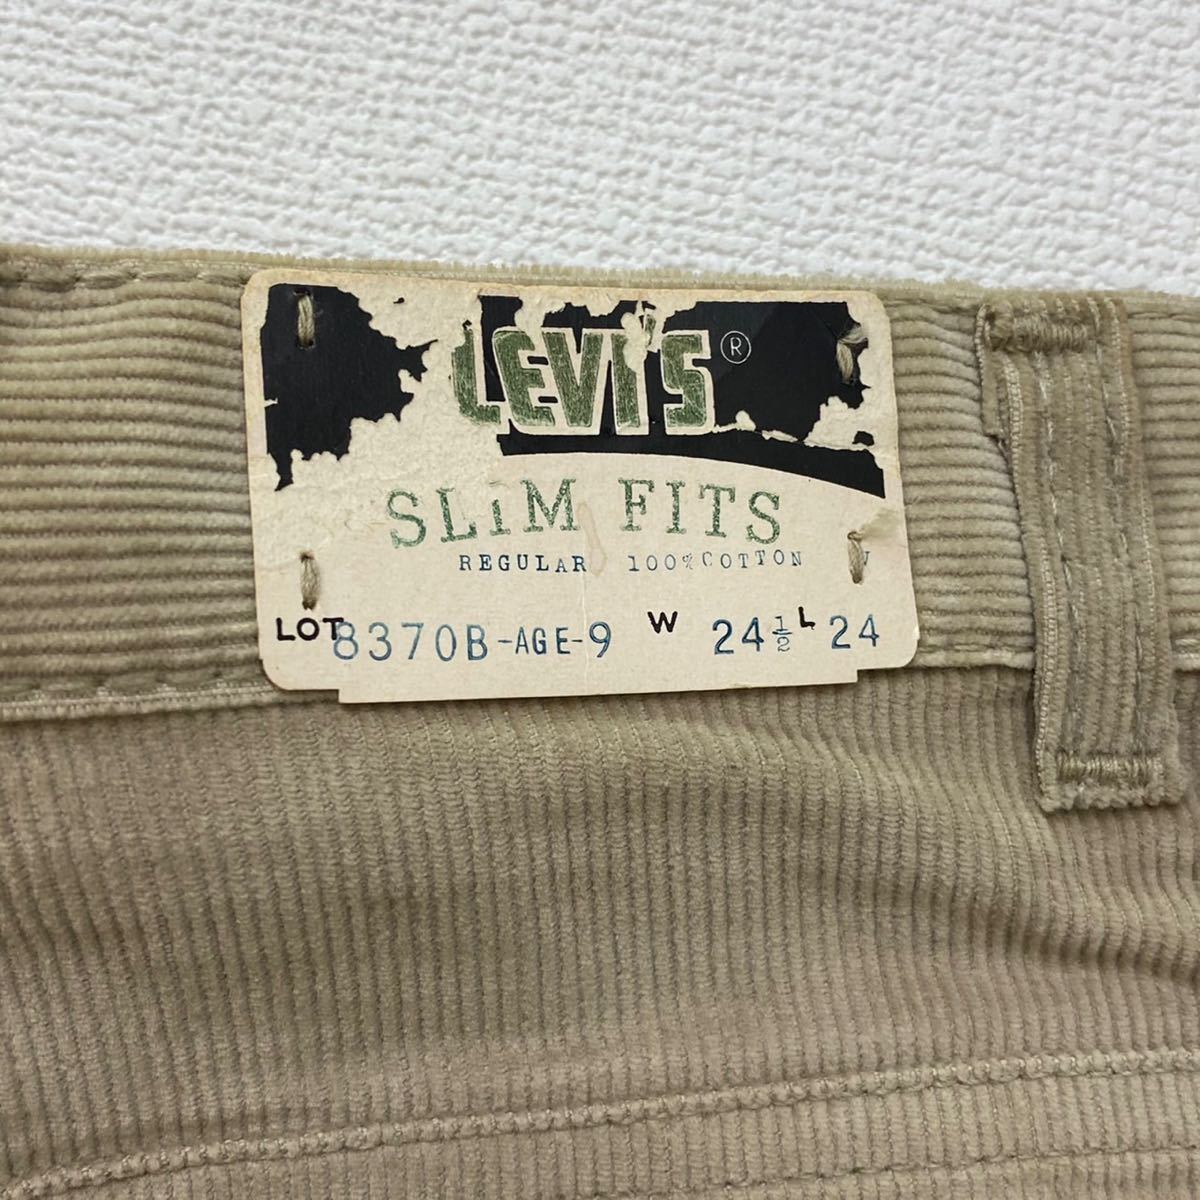 LEVI'S ®
SLIM FITS
REGULAR 100% COTTON
LOT 8370B-AGE-9 W 24½ L 24